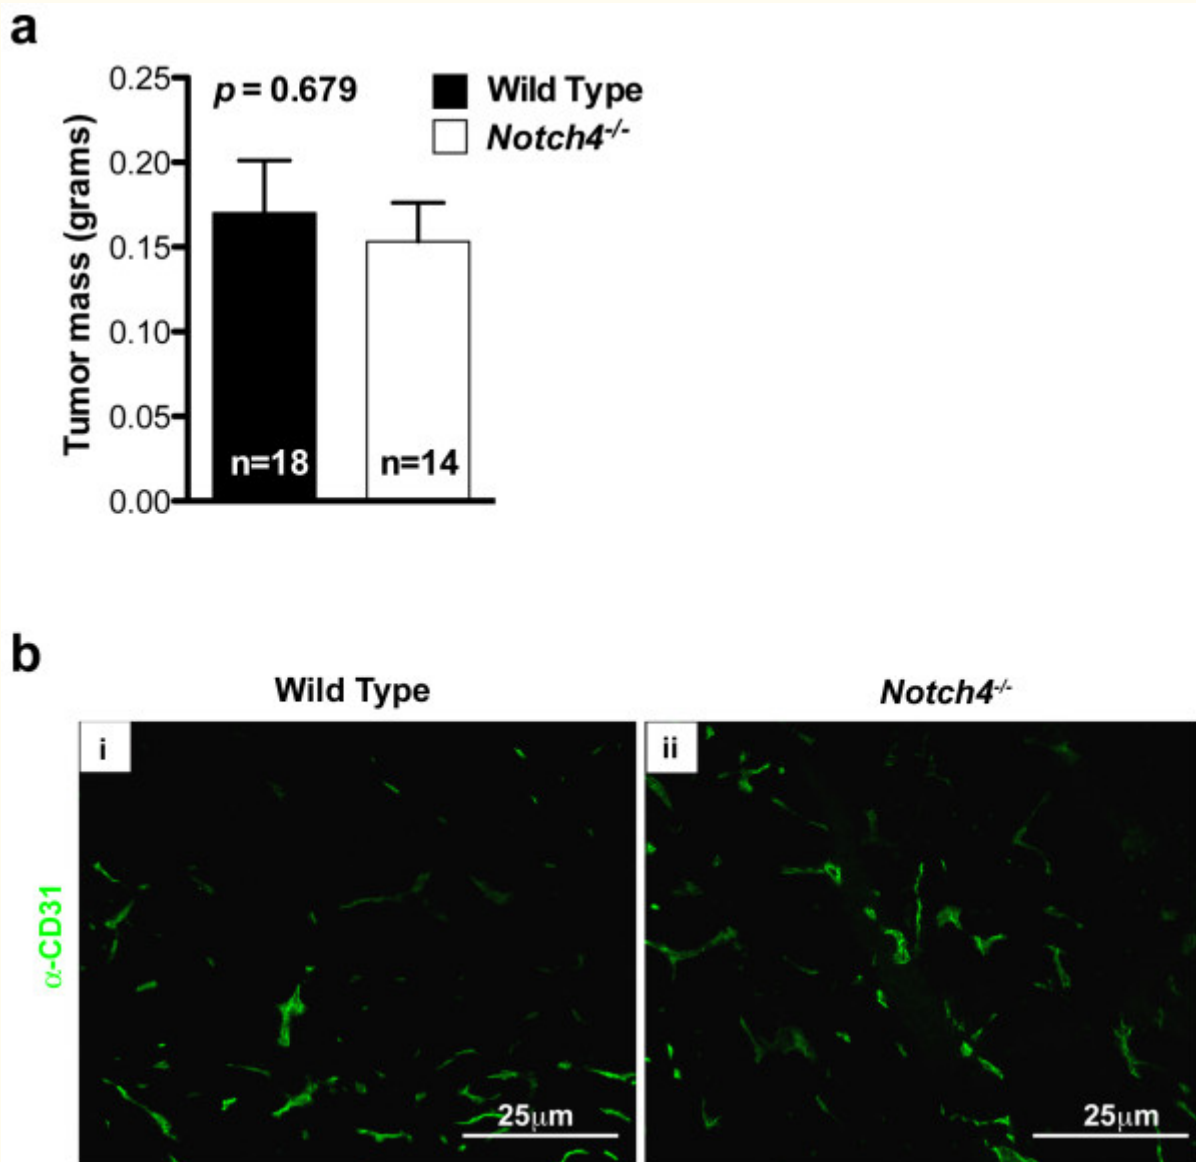 a
p = 0.679
Wild Type
Notch4-/-
0.25
0.20
0.15
0.10
0.05
0.00
Tumor mass (grams)
n=18
n=14
b
Wild Type
Notch4-/-
i
ii
α-CD31
25μm
25μm